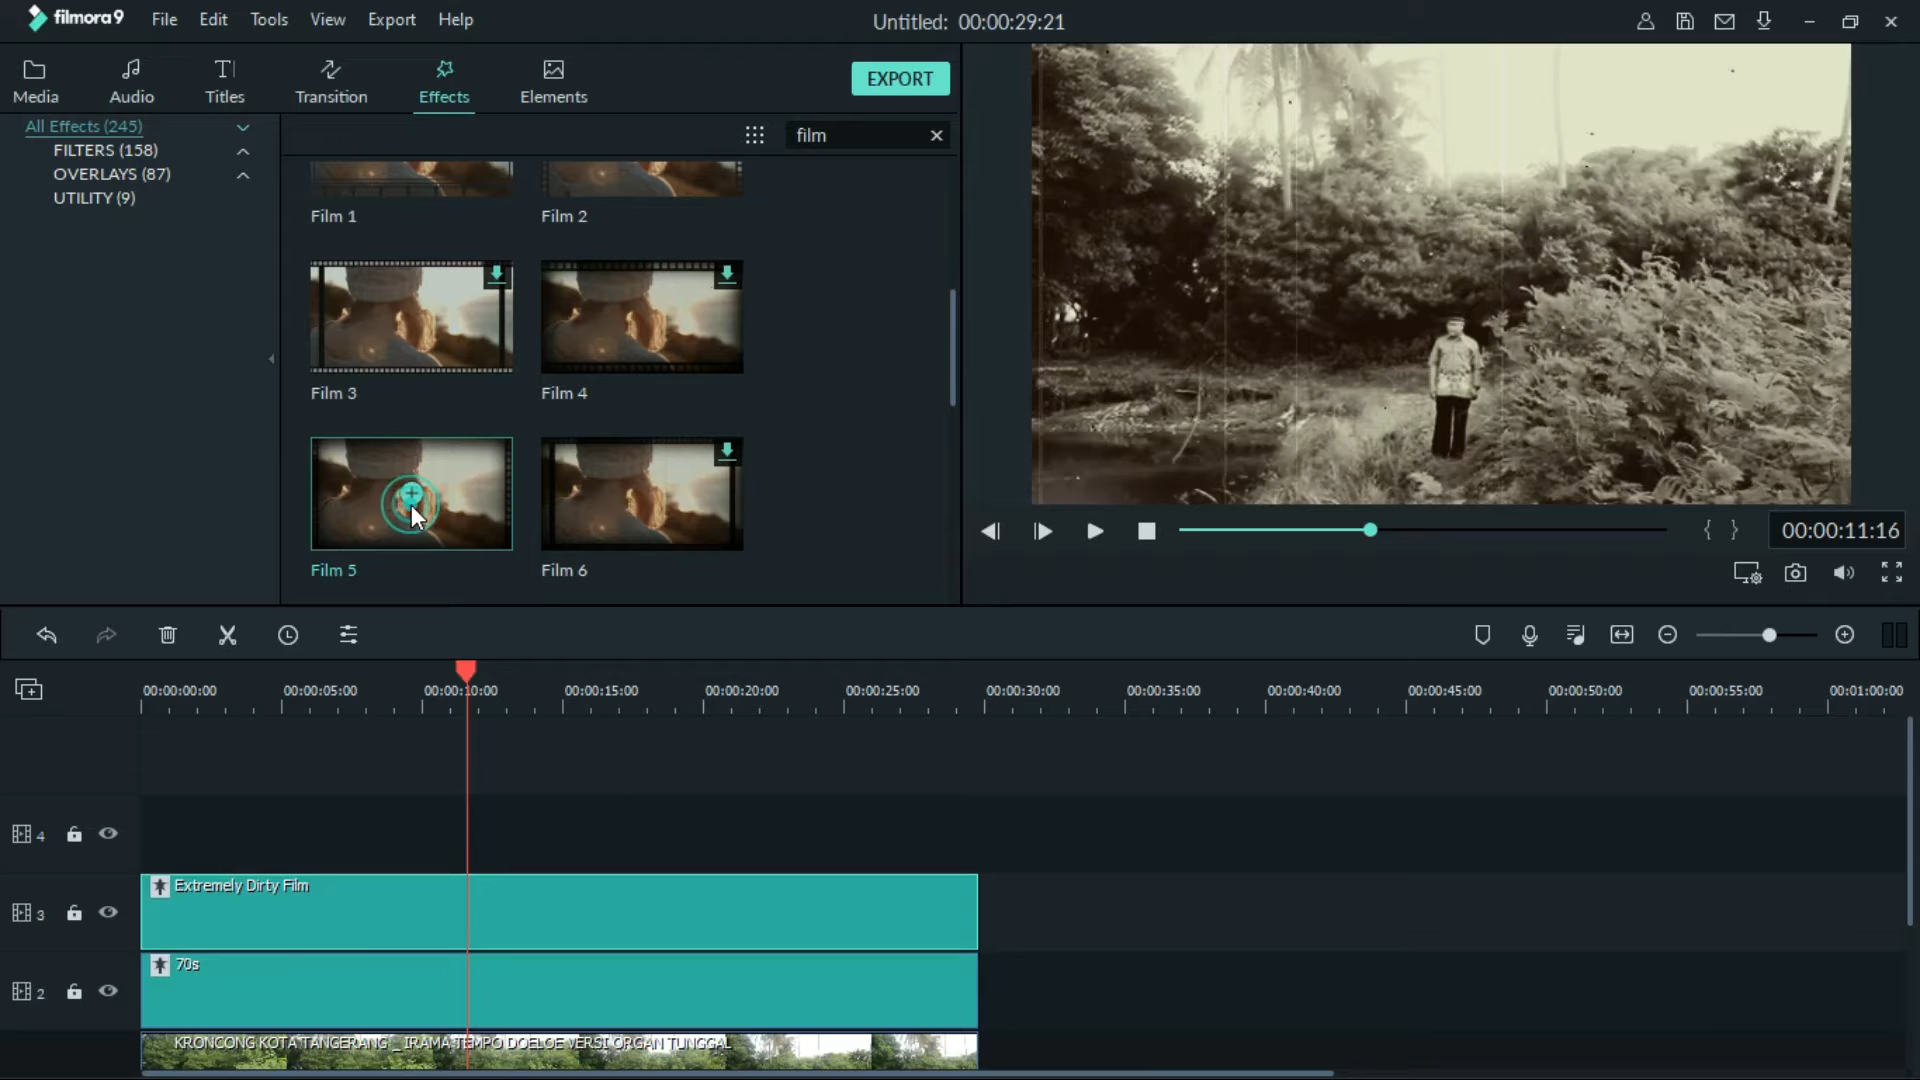 filmora9 File Edit Tools View Export Help Untitled: 00:00:29:21
Media Audio Titles Transition Effects Elements EXPORT
All Effects (245)
FILTERS (158)
OVERLAYS (87)
UTILITY (9)
film
Film 1 Film 2
Film 3 Film 4
Film 5 Film 6
00:00:11:16
00:00:00:00 00:00:05:00 00:00:10:00 00:00:15:00 00:00:20:00 00:00:25:00 00:00:30:00 00:00:35:00 00:00:40:00 00:00:45:00 00:00:50:00 00:00:55:00 00:01:00:00
4
3 Extremely Dirty Film
2 70s
KRONCONG KOTA TANGERANG _ IRAMA TEMPO DOELOE VERSI ORGAN TUNGGAL